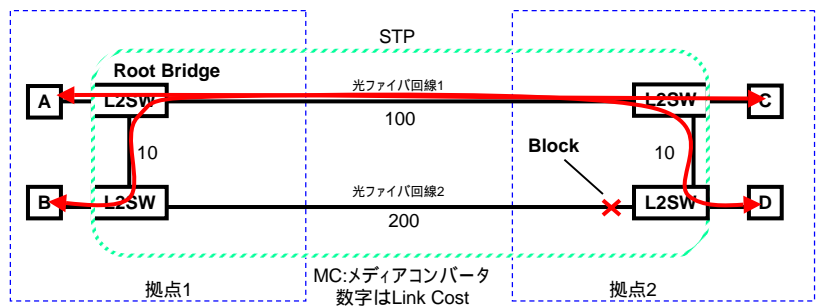 STP
Root Bridge
A
L2SW
光ファイバ回線1
100
L2SW
C
10
Block
10
B
L2SW
光ファイバ回線2
200
L2SW
D
拠点1
MC:メディアコンバータ
数字はLink Cost
拠点2